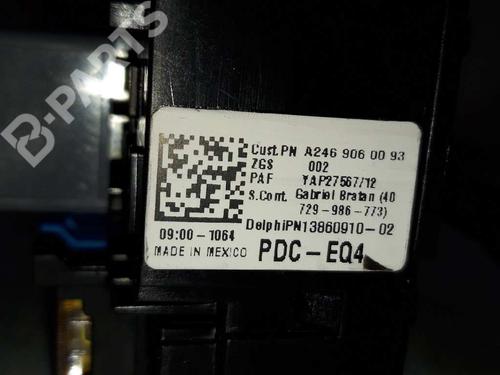 B-PARTS
Cust.PN A246 906 00 93
ZGS 002
PAF YAP27567/12
S.Cont. Gabriel Bratan (40
729-986-773)
DelphiPN13860910-02
09:00-1064
MADE IN MEXICO
PDC-EQ4